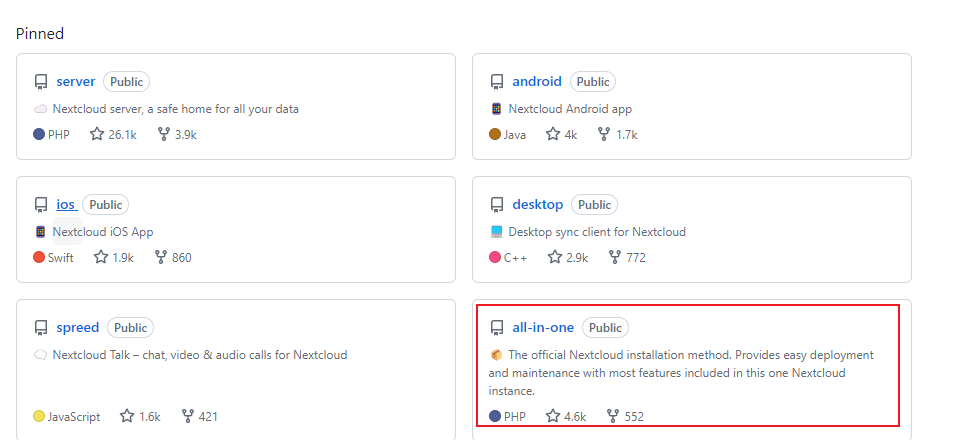 Pinned
server Public
Nextcloud server, a safe home for all your data
PHP 26.1k 3.9k
android Public
Nextcloud Android app
Java 4k 1.7k
ios Public
Nextcloud iOS App
Swift 1.9k 860
desktop Public
Desktop sync client for Nextcloud
C++ 2.9k 772
spreed Public
Nextcloud Talk – chat, video & audio calls for Nextcloud
JavaScript 1.6k 421
all-in-one Public
The official Nextcloud installation method. Provides easy deployment
and maintenance with most features included in this one Nextcloud
instance.
PHP 4.6k 552